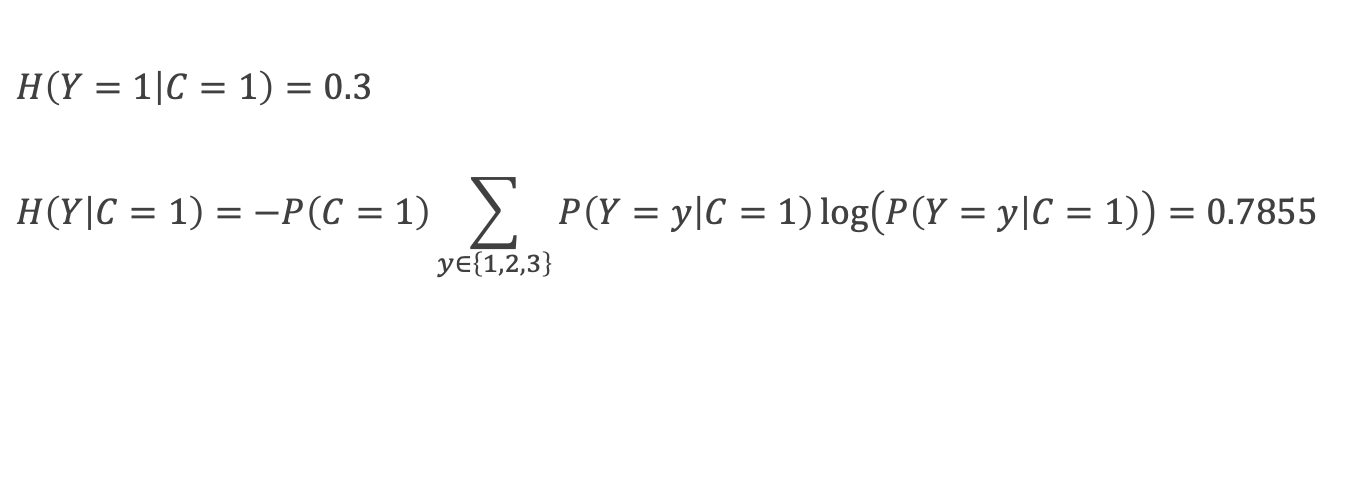 H(Y = 1|C = 1) = 0.3
H(Y|C = 1) = −P(C = 1) ∑ P(Y = y|C = 1) log(P(Y = y|C = 1)) = 0.7855
y∈{1,2,3}